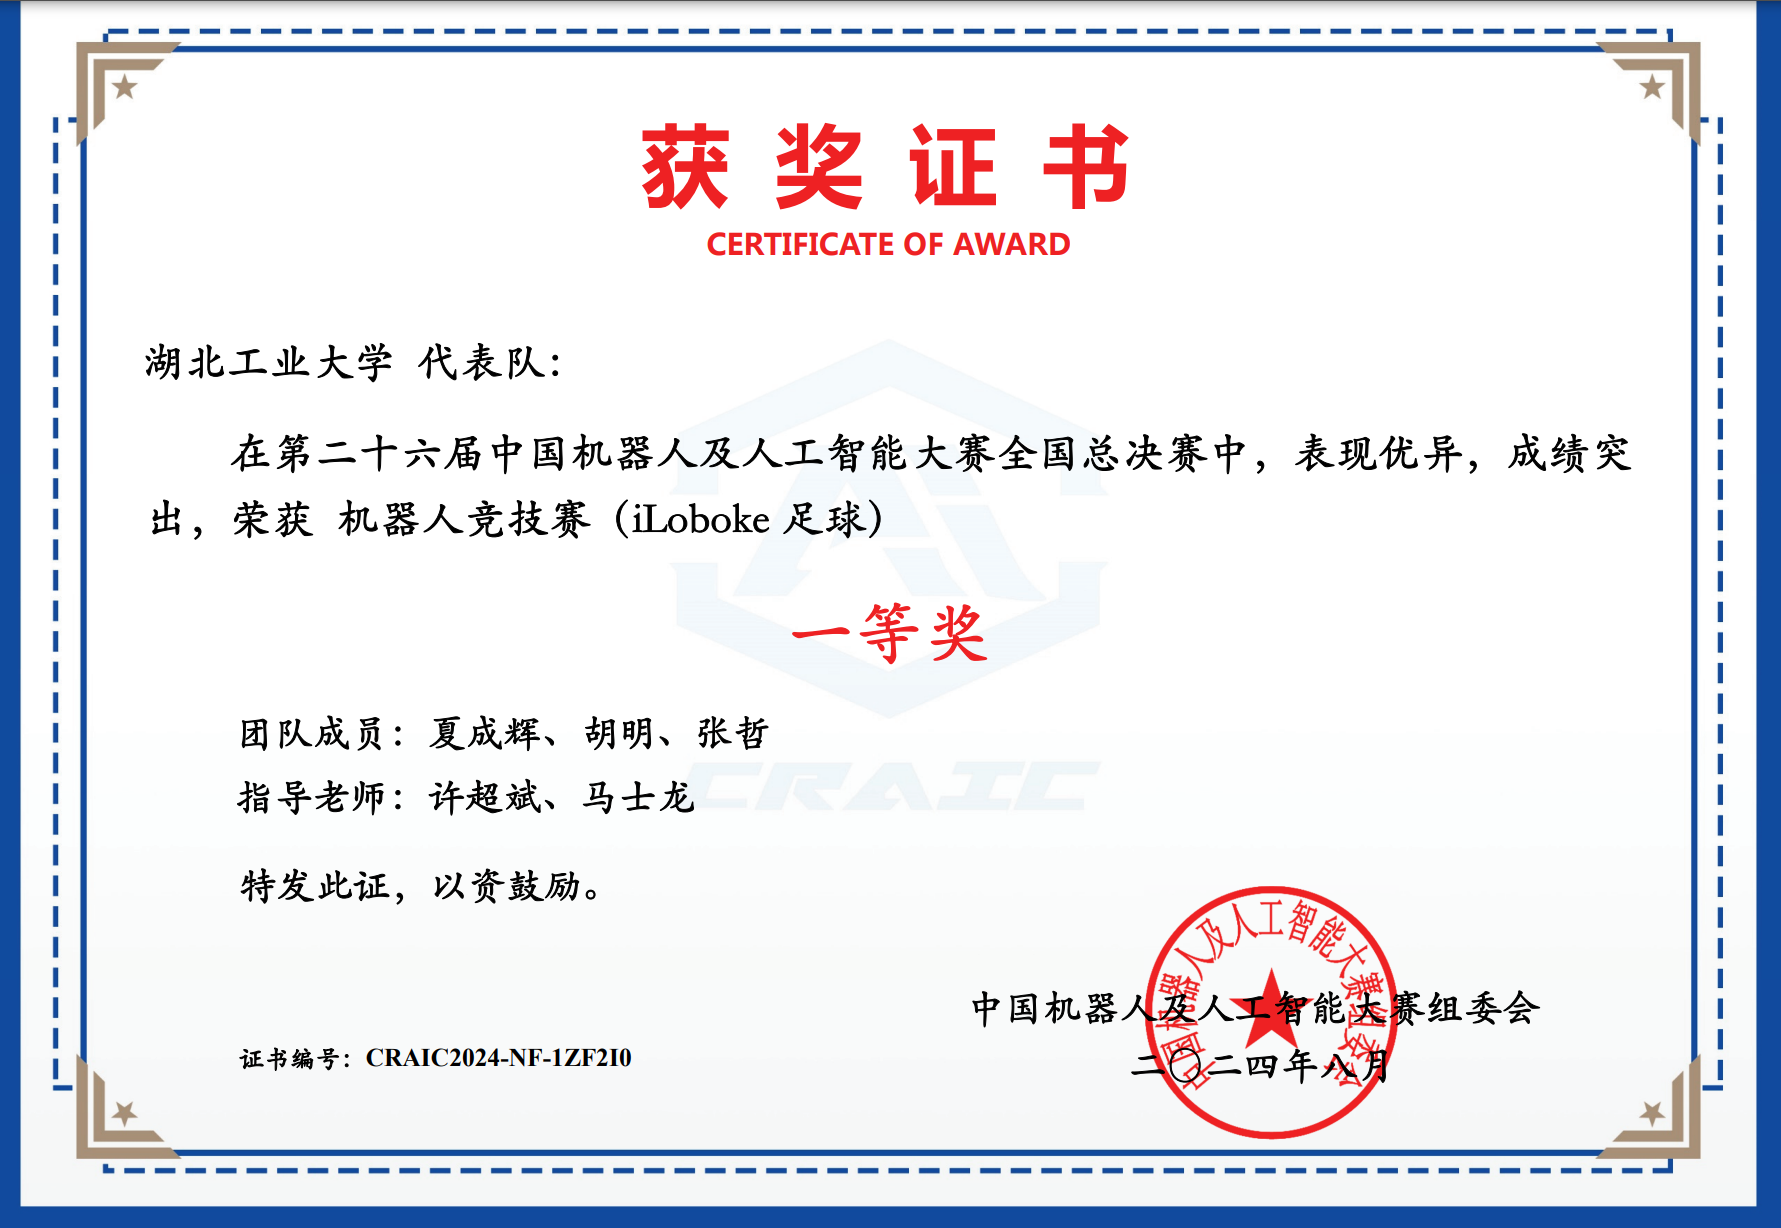 获奖证书
CERTIFICATE OF AWARD
湖北工业大学 代表队:
在第二十六届中国机器人及人工智能大赛全国总决赛中，表现优异，成绩突
出，荣获 机器人竞技赛（iLoboke 足球）
一等奖
团队成员：夏成辉、胡明、张哲
指导老师：许超斌、马士龙
CRAIC
特发此证，以资鼓励。
中国机器人及人工智能大赛组委会
中国机器人及人工智能大赛组委会
二〇二四年八月
证书编号：CRAIC2024-NF-1ZF2I0